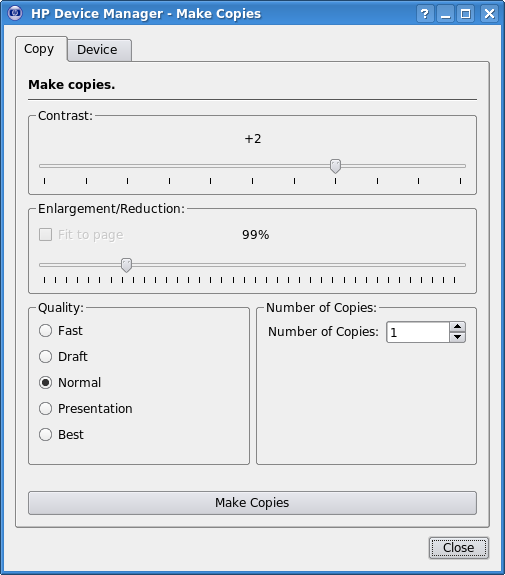 HP Device Manager - Make Copies
Copy Device
Make copies.
Contrast:
+2
Enlargement/Reduction:
Fit to page 99%
Quality:
Fast
Draft
Normal
Presentation
Best
Number of Copies:
Number of Copies: 1
Make Copies
Close